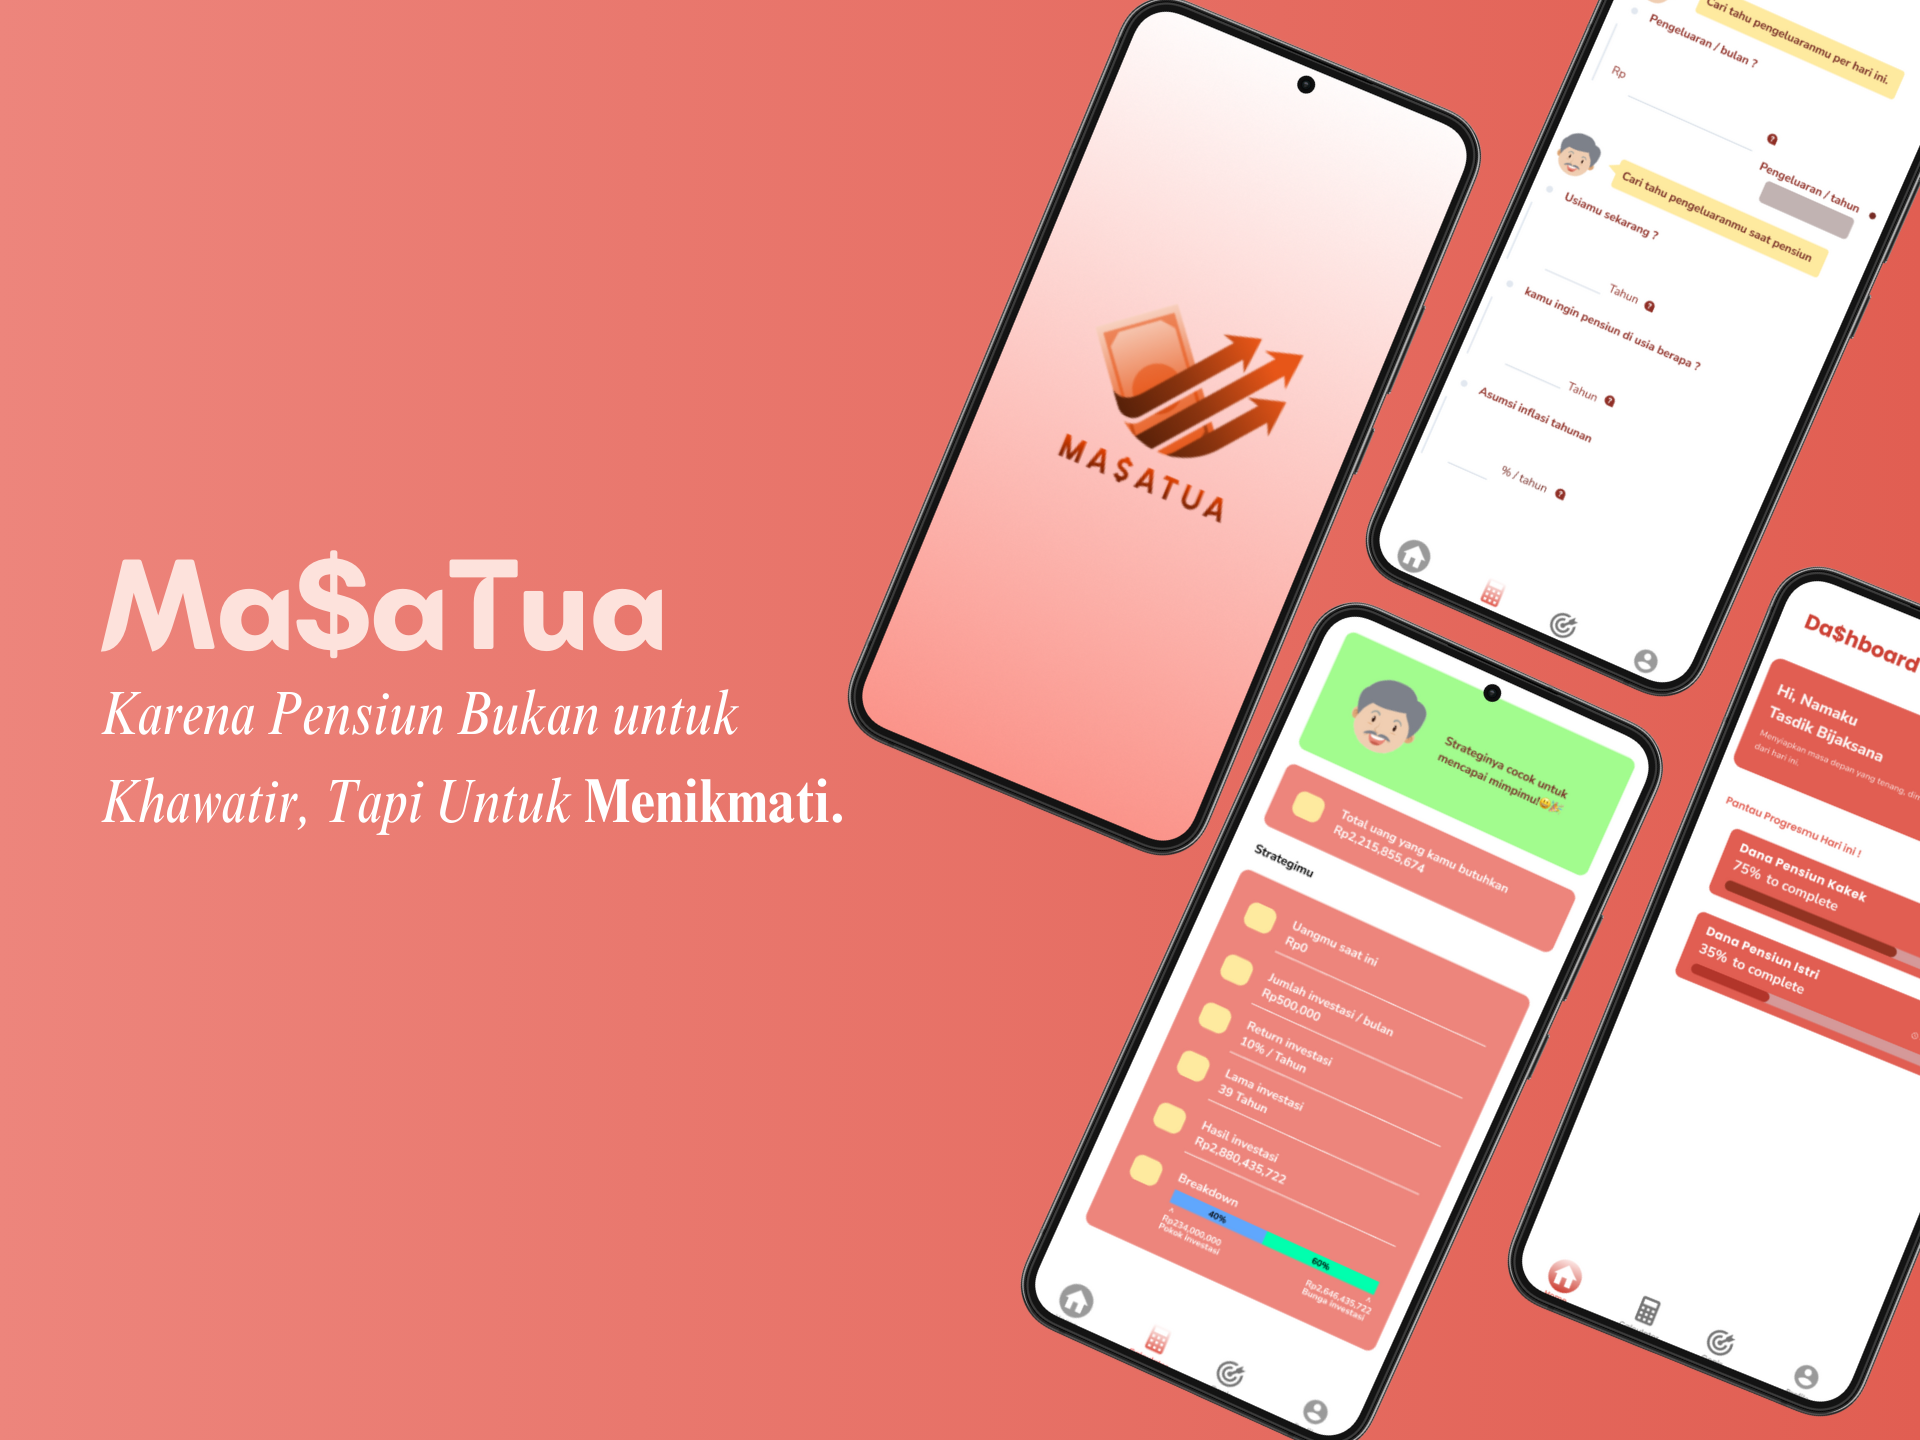 Ma$aTua
Karena Pensiun Bukan untuk
Khawatir, Tapi Untuk Menikmati.
MA$ATUA
Cari tahu pengeluaranmu per hari ini.
Pengeluaran / bulan ?
Rp
Pengeluaran / tahun
Cari tahu pengeluaranmu saat pensiun
Usiamu sekarang ?
Tahun
kamu ingin pensiun di usia berapa ?
Tahun
Asumsi inflasi tahunan
% / tahun
Strateginya cocok untuk
mencapai mimpimu!
Total uang yang kamu butuhkan
Rp2,215,855,674
Strategimu
Uangmu saat ini
Rp0
Jumlah investasi / bulan
Rp500,000
Return investasi
10% / Tahun
Lama investasi
39 Tahun
Hasil investasi
Rp2,880,435,722
Breakdown
40%
60%
^
Rp234,000,000
Pokok investasi
^
Rp2,646,435,722
Bunga investasi
Da$hboard
Hi, Namaku
Tasdik Bijaksana
Menyiapkan masa depan yang tenang,
dari hari ini.
Pantau Progresmu Hari ini !
Dana Pensiun Kakek
75% to complete
Dana Pensiun Istri
35% to complete